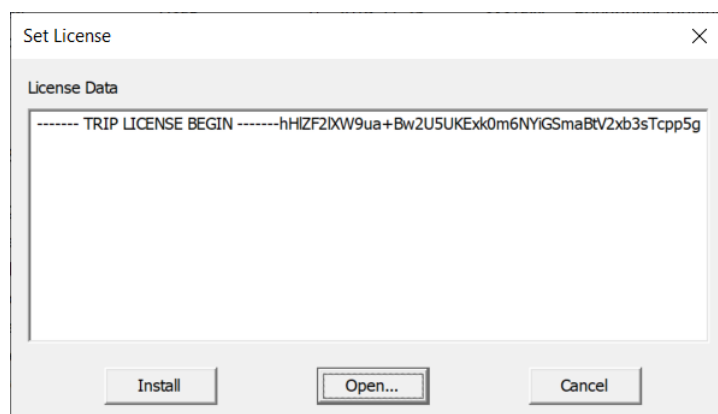 Set License
License Data
------- TRIP LICENSE BEGIN -------hHlZF2lXW9ua+Bw2U5UKExk0m6NYiGSmaBtV2xb3sTcpp5g
Install
Open...
Cancel